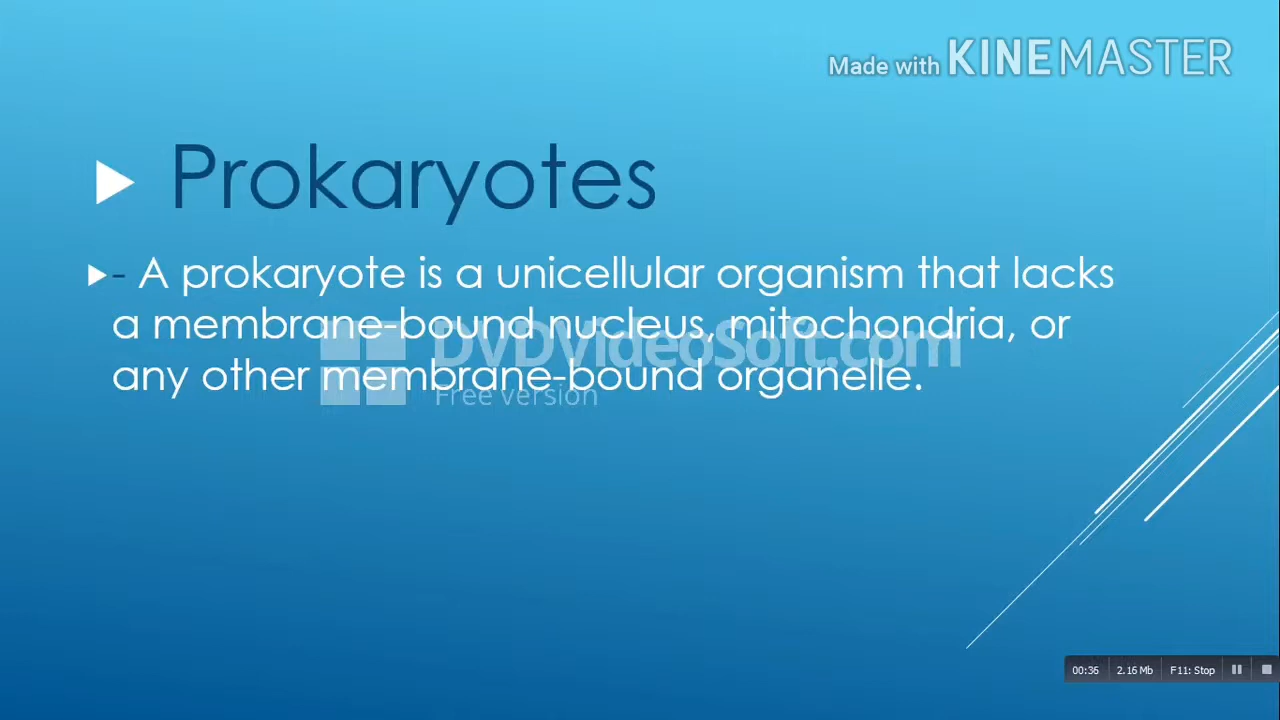 Made with KINEMASTER
Prokaryotes
- A prokaryote is a unicellular organism that lacks
a membrane-bound nucleus, mitochondria, or
DVDVideoSoft.com
any other membrane-bound organelle.
Free version
00:36 2.16 Mb F11: Stop